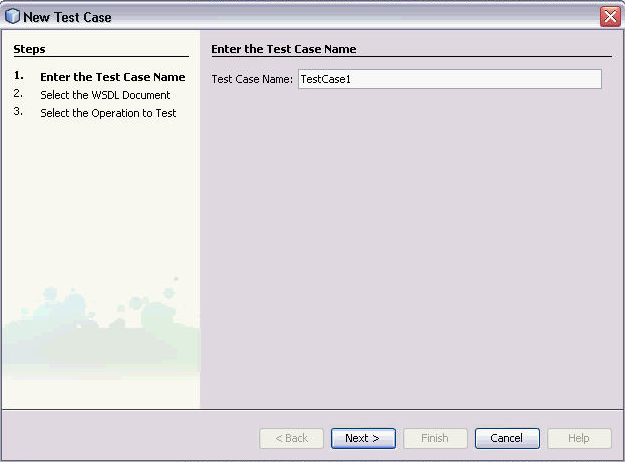 New Test Case
Steps
1. Enter the Test Case Name
2. Select the WSDL Document
3. Select the Operation to Test
Enter the Test Case Name
Test Case Name: TestCase1
< Back Next > Finish Cancel Help